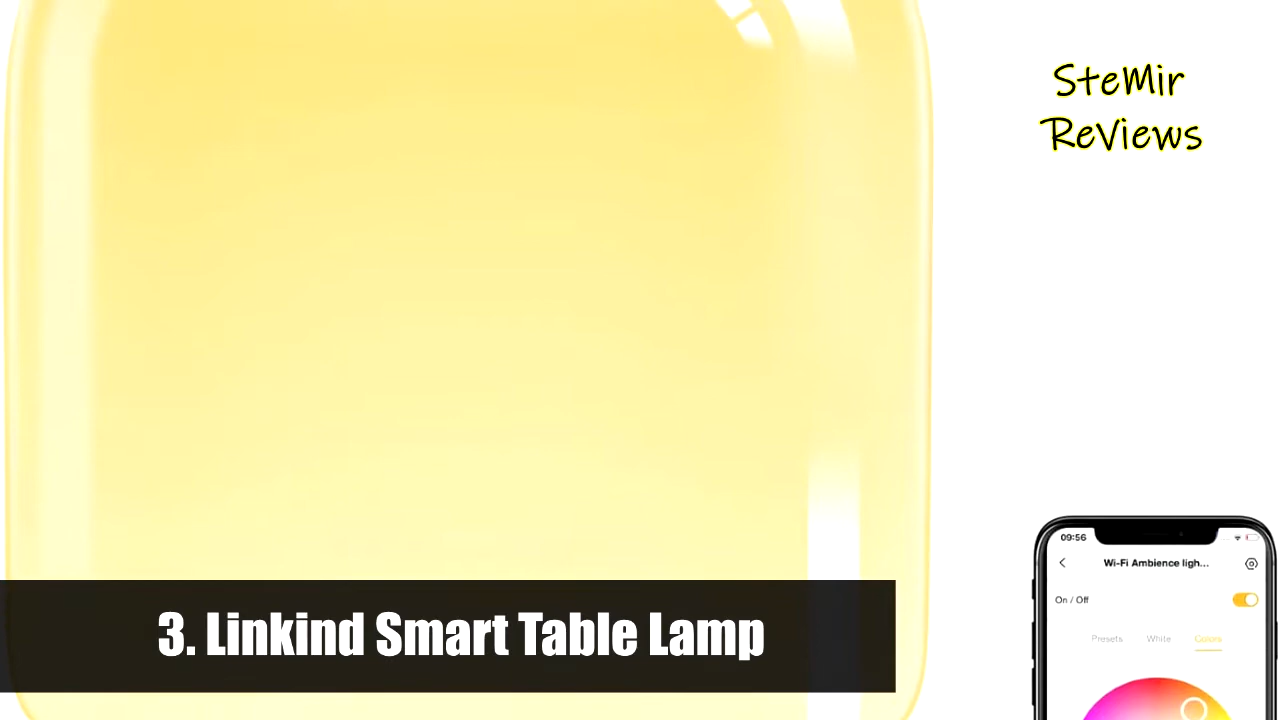 SteMir
ReViews
09:56
Wi-Fi Ambience ligh...
On / Off
Presets White Colors
3. Linkind Smart Table Lamp